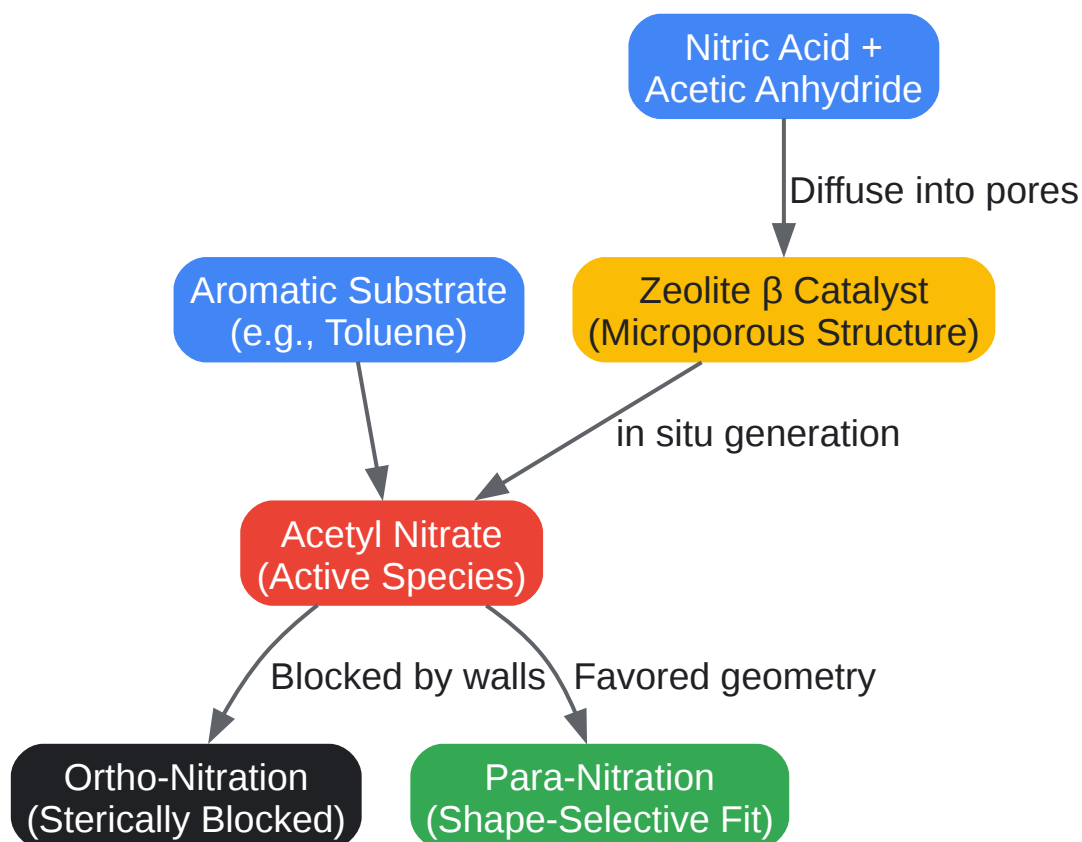 Nitric Acid +
Acetic Anhydride
Diffuse into pores
Aromatic Substrate
(e.g., Toluene)
Zeolite β Catalyst
(Microporous Structure)
in situ generation
Acetyl Nitrate
(Active Species)
Blocked by walls
Favored geometry
Ortho-Nitration
(Sterically Blocked)
Para-Nitration
(Shape-Selective Fit)